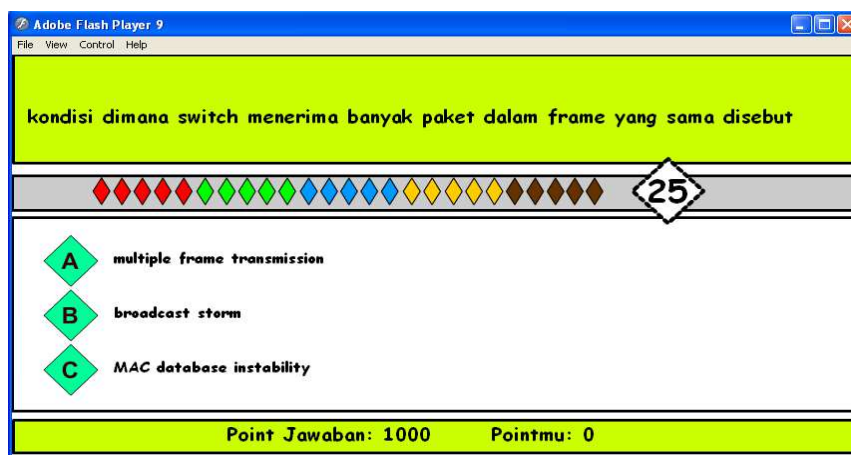 Adobe Flash Player 9
File View Control Help
kondisi dimana switch menerima banyak paket dalam frame yang sama disebut
25
A multiple frame transmission
B broadcast storm
C MAC database instability
Point Jawaban: 1000 Pointmu: 0